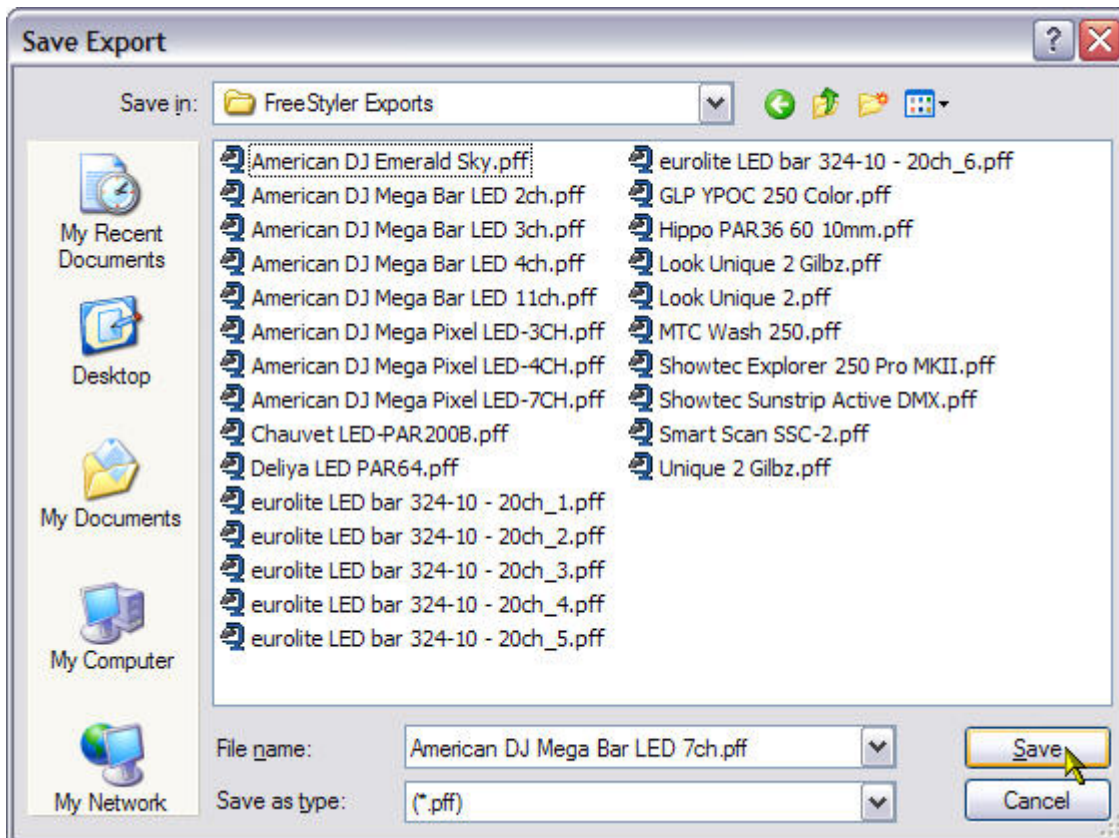 Save Export
Save in:
FreeStyler Exports
My Recent
Documents
Desktop
My Documents
My Computer
My Network
American DJ Emerald Sky.pff
American DJ Mega Bar LED 2ch.pff
American DJ Mega Bar LED 3ch.pff
American DJ Mega Bar LED 4ch.pff
American DJ Mega Bar LED 11ch.pff
American DJ Mega Pixel LED-3CH.pff
American DJ Mega Pixel LED-4CH.pff
American DJ Mega Pixel LED-7CH.pff
Chauvet LED-PAR200B.pff
Deliya LED PAR64.pff
eurolite LED bar 324-10 - 20ch_1.pff
eurolite LED bar 324-10 - 20ch_2.pff
eurolite LED bar 324-10 - 20ch_3.pff
eurolite LED bar 324-10 - 20ch_4.pff
eurolite LED bar 324-10 - 20ch_5.pff
eurolite LED bar 324-10 - 20ch_6.pff
GLP YPOC 250 Color.pff
Hippo PAR36 60 10mm.pff
Look Unique 2 Gilbz.pff
Look Unique 2.pff
MTC Wash 250.pff
Showtec Explorer 250 Pro MKII.pff
Showtec Sunstrip Active DMX.pff
Smart Scan SSC-2.pff
Unique 2 Gilbz.pff
File name:
American DJ Mega Bar LED 7ch.pff
Save
Save as type:
(*.pff)
Cancel